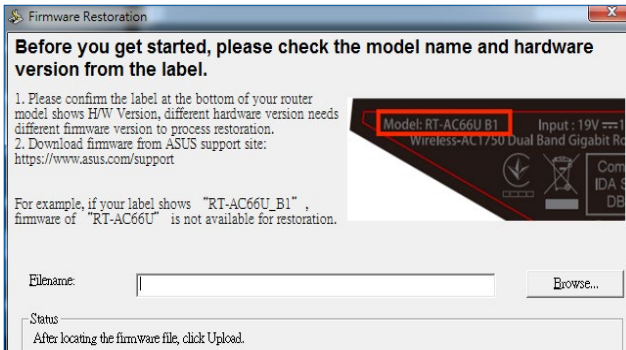 Firmware Restoration
Before you get started, please check the model name and hardware
version from the label.
1. Please confirm the label at the bottom of your router
model shows H/W Version, different hardware version needs
different firmware version to process restoration.
2. Download firmware from ASUS support site:
https://www.asus.com/support
For example, if your label shows “RT-AC66U_B1”,
firmware of “RT-AC66U” is not available for restoration.
Model: RT-AC66U B1 Input : 19V
Wireless-AC1750 Dual Band Gigabit Ro
Com
IDA S
DB
Filename:
Browse...
Status
After locating the firmware file, click Upload.